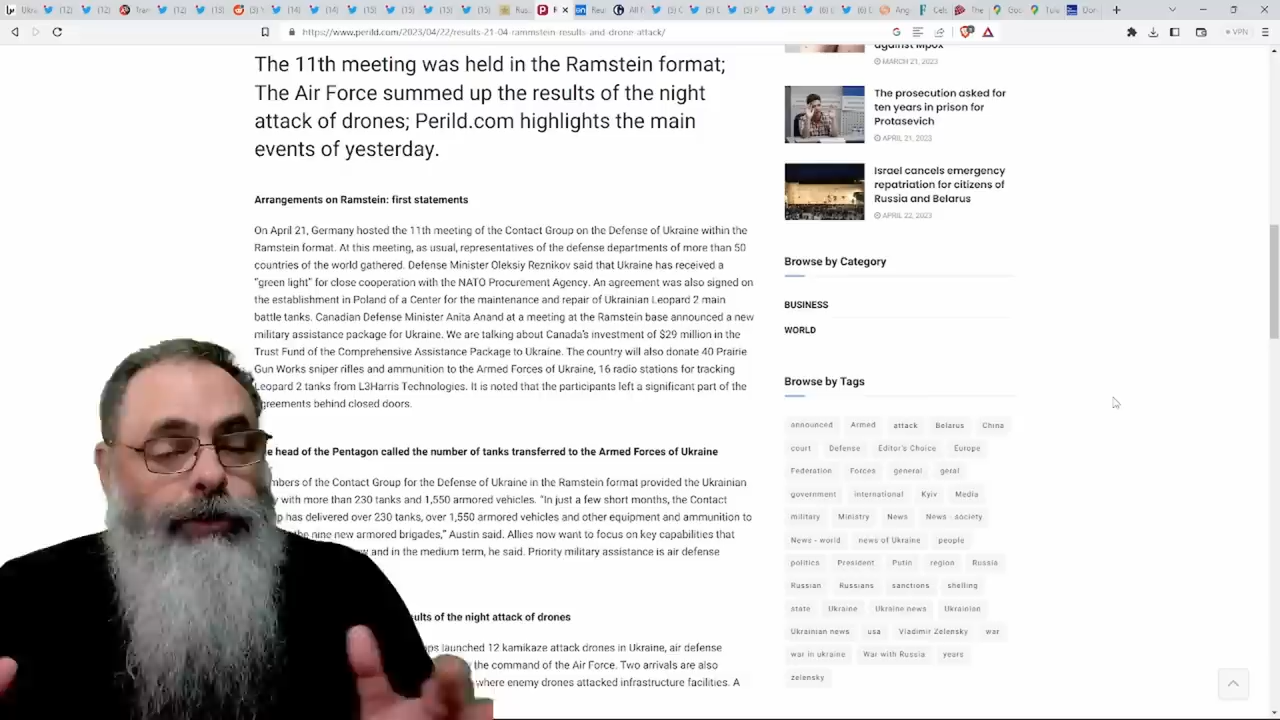 https://www.perild.com/2023/04/22/results-21-04-rammstein-results-and-drone-attack/
VPN
The 11th meeting was held in the Ramstein format;
The Air Force summed up the results of the night
attack of drones; Perild.com highlights the main
events of yesterday.
Arrangements on Ramstein: first statements
On April 21, Germany hosted the 11th meeting of the Contact Group on the Defense of Ukraine within the
Ramstein format. At this meeting, as usual, representatives of the defense departments of more than 50
countries of the world gathered. Defense Minister Oleksiy Reznikov said that Ukraine has received a
"green light" for close cooperation with the NATO Procurement Agency. An agreement was also signed on
the establishment in Poland of a Center for the maintenance and repair of Ukrainian Leopard 2 main
battle tanks. Canadian Defense Minister Anita Anand at a meeting at the Ramstein base announced a new
military assistance package for Ukraine. We are talking about Canada's investment of $29 million in the
Trust Fund of the Comprehensive Assistance Package to Ukraine. The country will also donate 40 Prairie
Gun Works sniper rifles and ammunition to the Armed Forces of Ukraine, 16 radio stations for tracking
Leopard 2 tanks from L3Harris Technologies. It is noted that the participants left a significant part of the
agreements behind closed doors.
head of the Pentagon called the number of tanks transferred to the Armed Forces of Ukraine
bers of the Contact Group for the Defense of Ukraine in the Ramstein format provided the Ukrainian
with more than 230 tanks and 1,550 armored vehicles. "In just a few short months, the Contact
has delivered over 230 tanks, over 1,550 armored vehicles and other equipment and ammunition to
the new armored brigades," Austin said. Allies now want to focus on key capabilities that
in the medium term, he said. Priority military assistance is air defense
ults of the night attack of drones
ps launched 12 kamikaze attack drones in Ukraine, air defense
the command of the Air Force. Two arrivals are also
where enemy drones attacked infrastructure facilities. A
against Mpox
MARCH 21, 2023
The prosecution asked for
ten years in prison for
Protasevich
APRIL 21, 2023
Israel cancels emergency
repatriation for citizens of
Russia and Belarus
APRIL 22, 2023
Browse by Category
BUSINESS
WORLD
Browse by Tags
announced Armed attack Belarus China
court Defense Editor's Choice Europe
Federation Forces general geral
government international Kyiv Media
military Ministry News News - society
News - world news of Ukraine people
politics President Putin region Russia
Russian Russians sanctions shelling
state Ukraine Ukraine news Ukrainian
Ukrainian news usa Vladimir Zelensky war
war in ukraine War with Russia years
zelensky